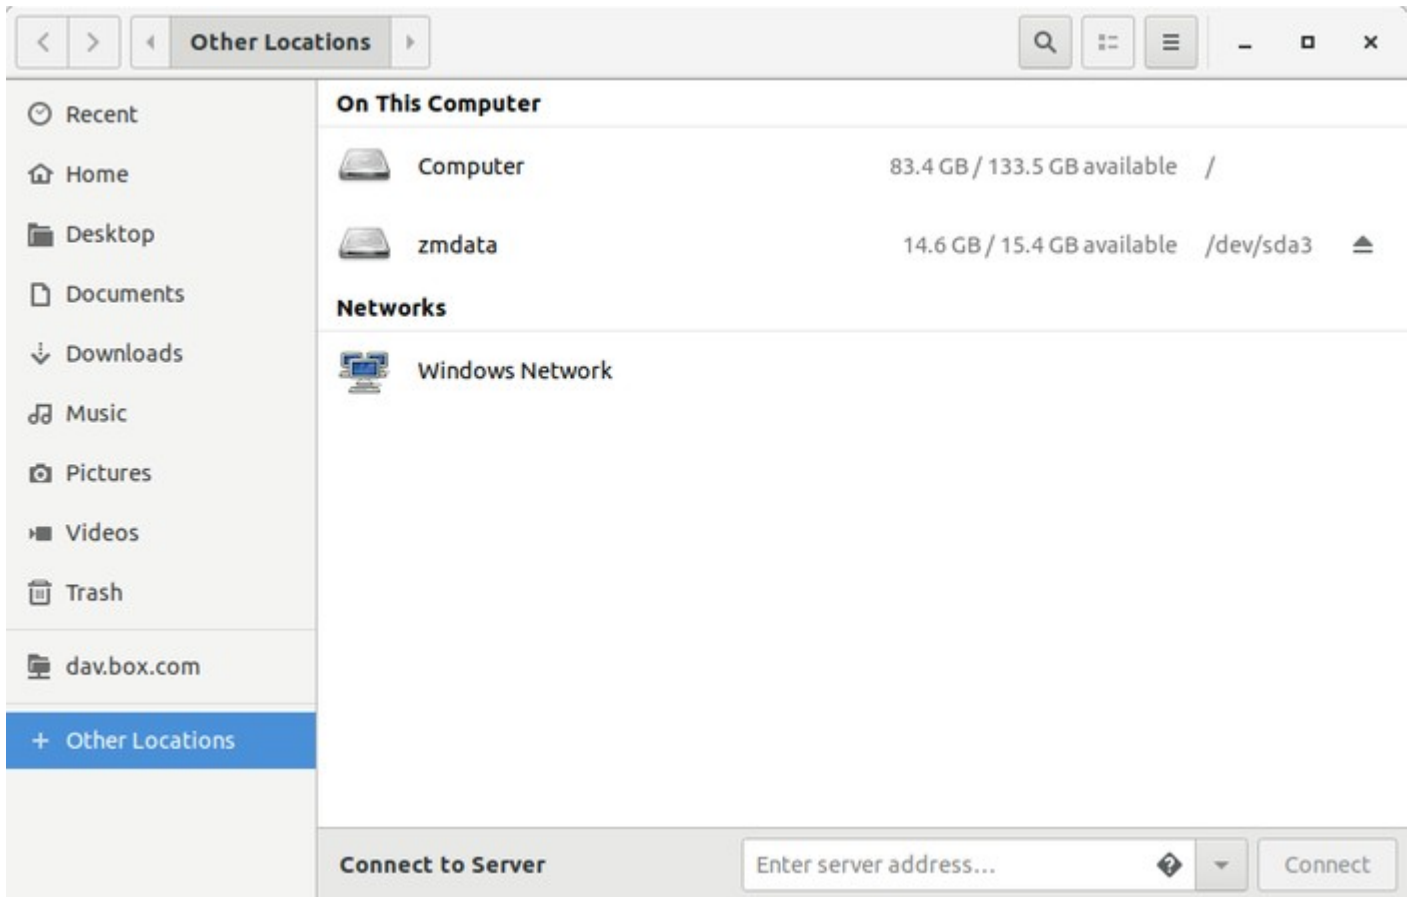 Other Locations
Recent
Home
Desktop
Documents
Downloads
Music
Pictures
Videos
Trash
dav.box.com
+ Other Locations
On This Computer
Computer 83.4 GB / 133.5 GB available /
zmdata 14.6 GB / 15.4 GB available /dev/sda3
Networks
Windows Network
Connect to Server Enter server address... Connect